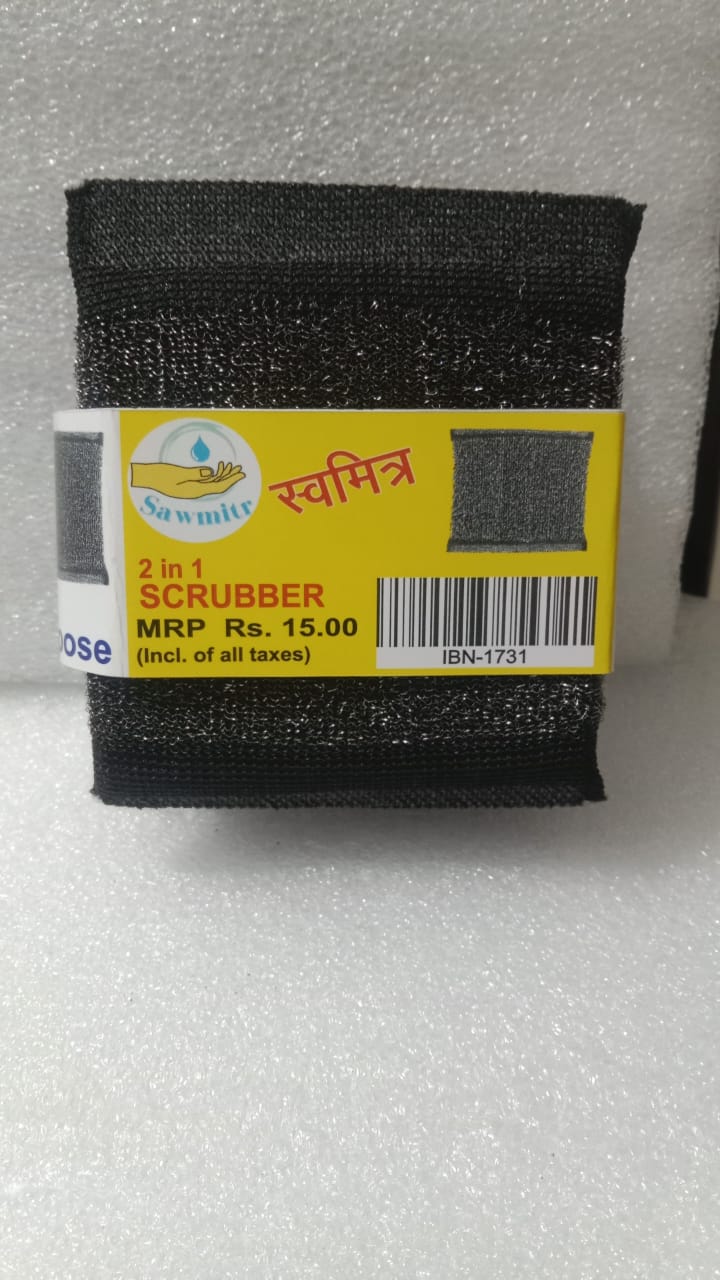 Sawmitr
स्वमित्र
2 in 1
SCRUBBER
MRP Rs. 15.00
(Incl. of all taxes)
IBN-1731